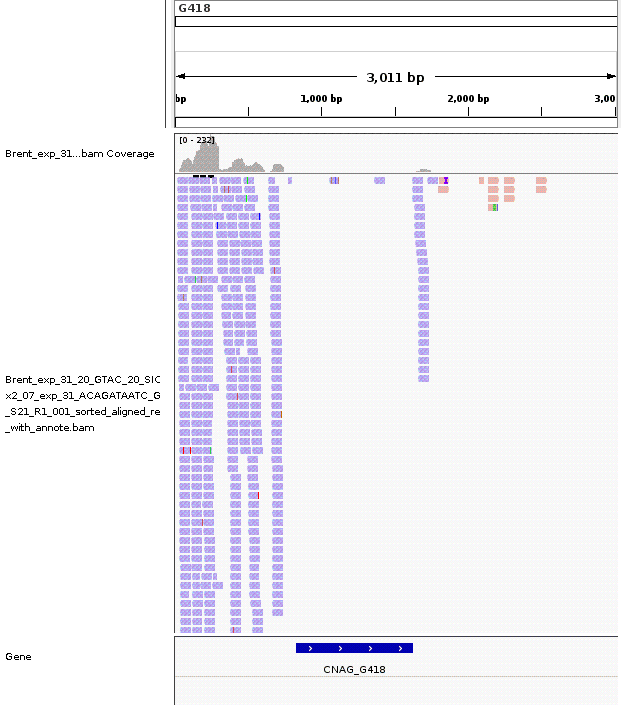 G418
3,011 bp
bp
1,000 bp
2,000 bp
3,00
[0 - 232]
Brent_exp_31...bam Coverage
Brent_exp_31_20_GTAC_20_SIC
x2_07_exp_31_ACAGATAATC_G
_S21_R1_001_sorted_aligned_re
_with_annote.bam
Gene
CNAG_G418